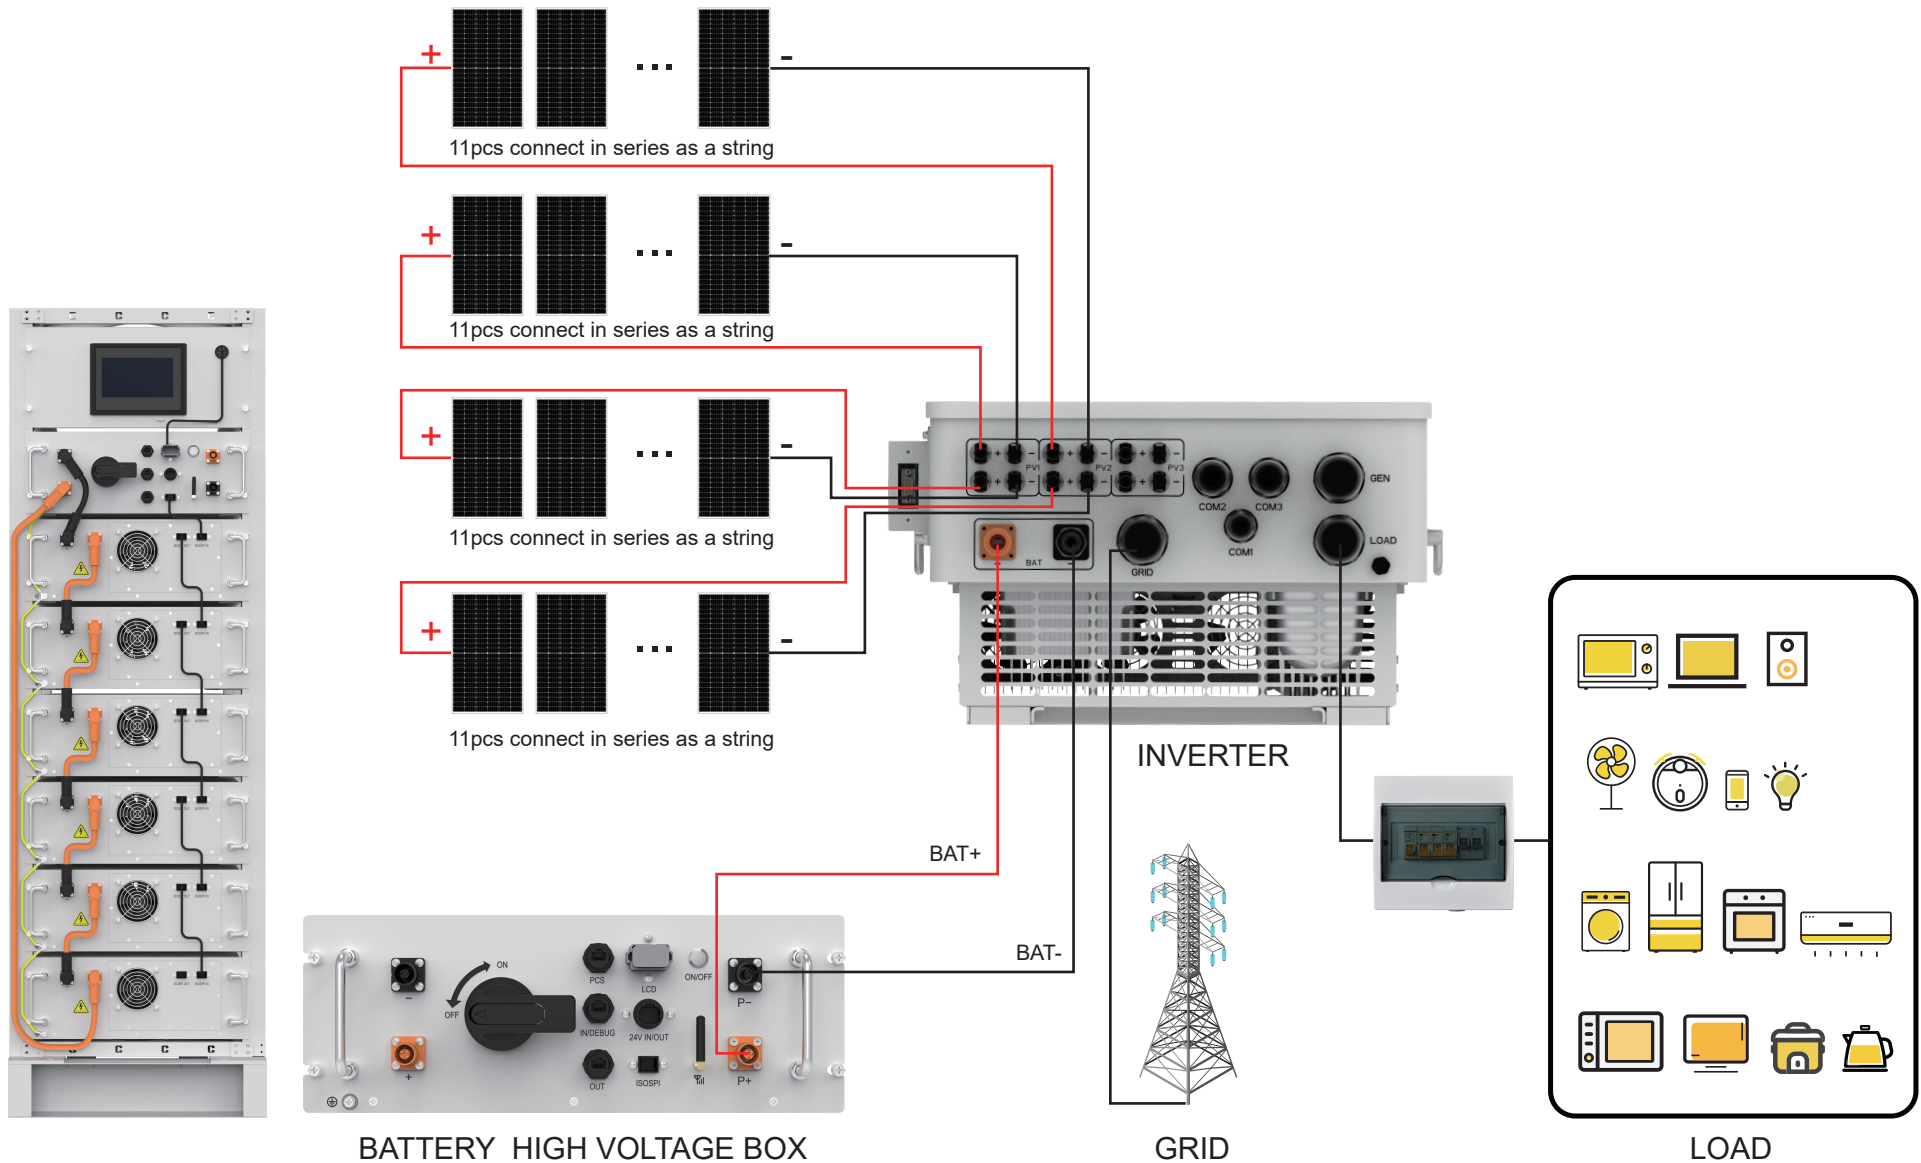 +
-
11pcs connect in series as a string
+
-
11pcs connect in series as a string
+
-
11pcs connect in series as a string
+
-
11pcs connect in series as a string
+ - + - + -
PV1 PV2 PV3
+ - + - + -
COM2 COM3 GEN
COM1 LOAD
+ BAT -
GRID
INVERTER
BAT+
BAT-
ON
OFF
-
+
PCS
LCD
ON/OFF
P-
IN/DEBUG
24V IN/OUT
OUT
ISOSPI
P+
BATTERY HIGH VOLTAGE BOX
GRID
LOAD